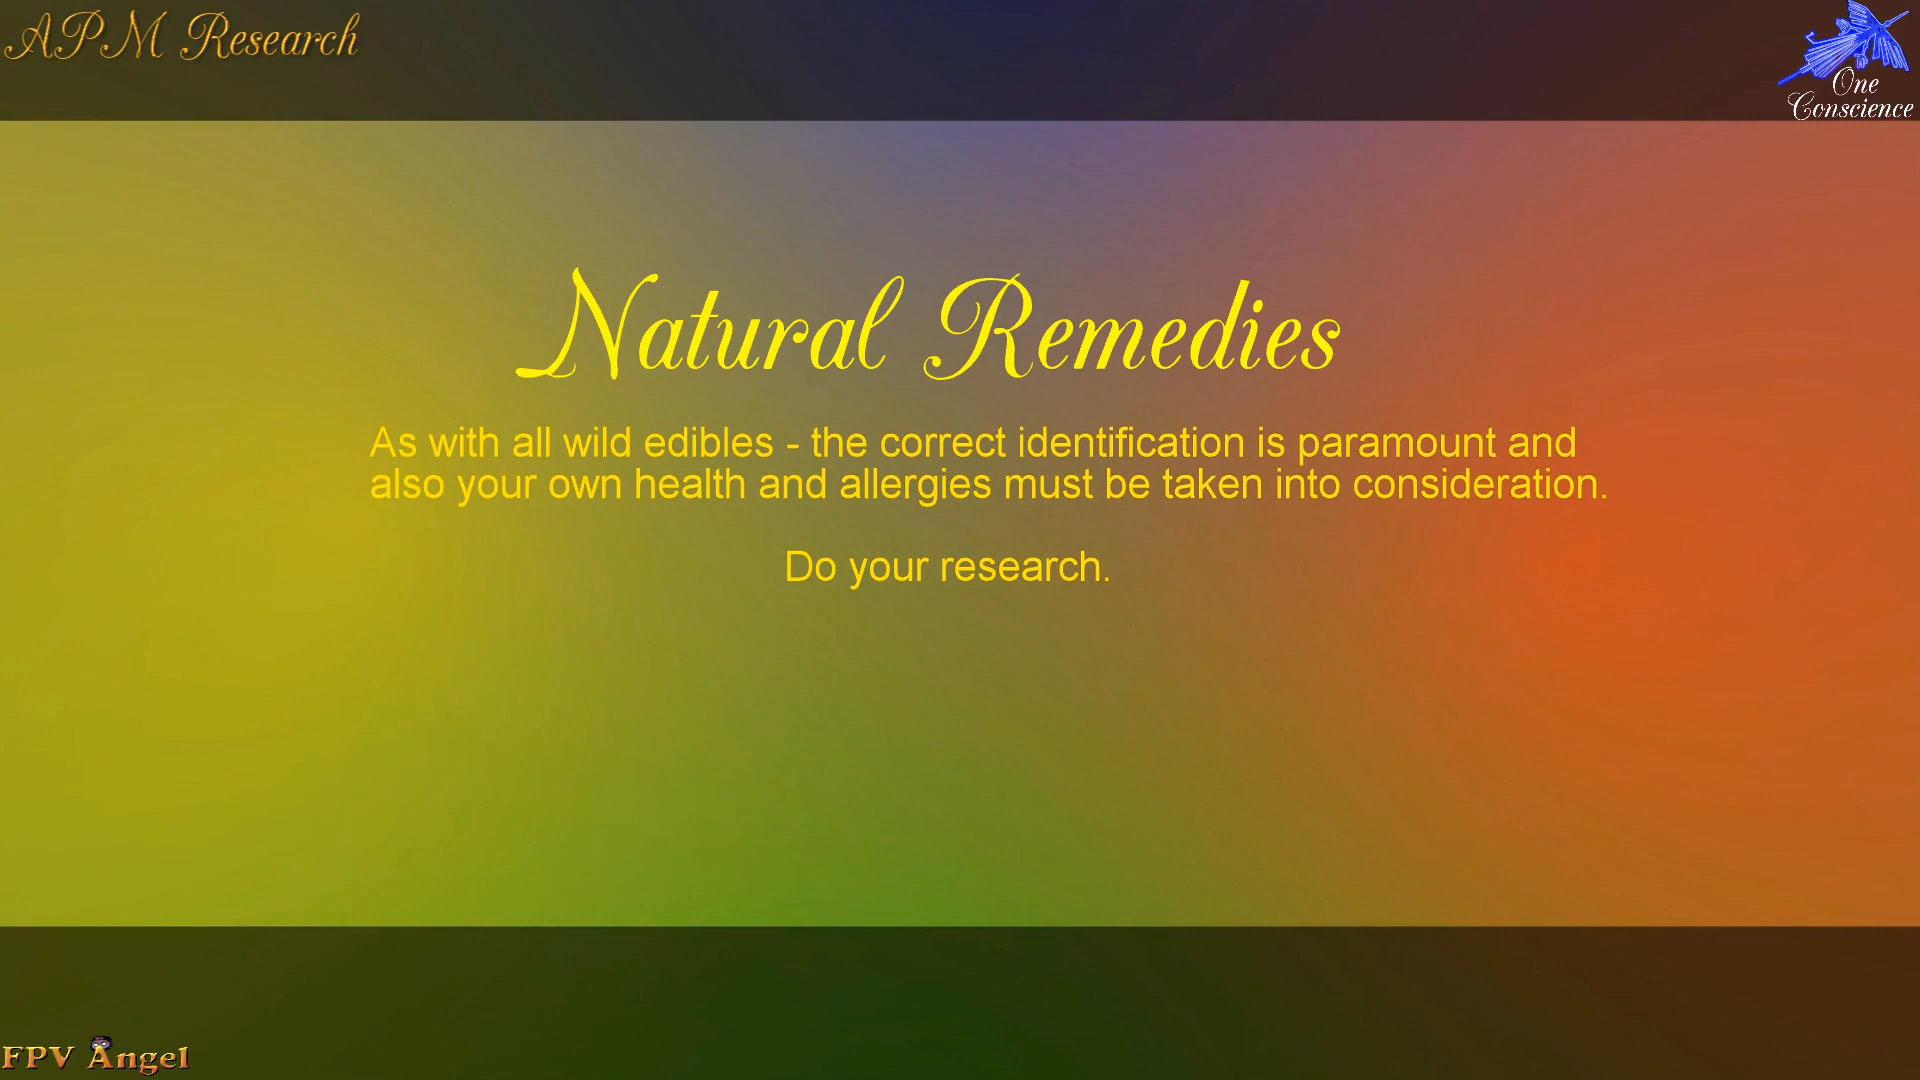 APM Research
One
Conscience
Natural Remedies
As with all wild edibles - the correct identification is paramount and
also your own health and allergies must be taken into consideration.
Do your research.
FPV Angel